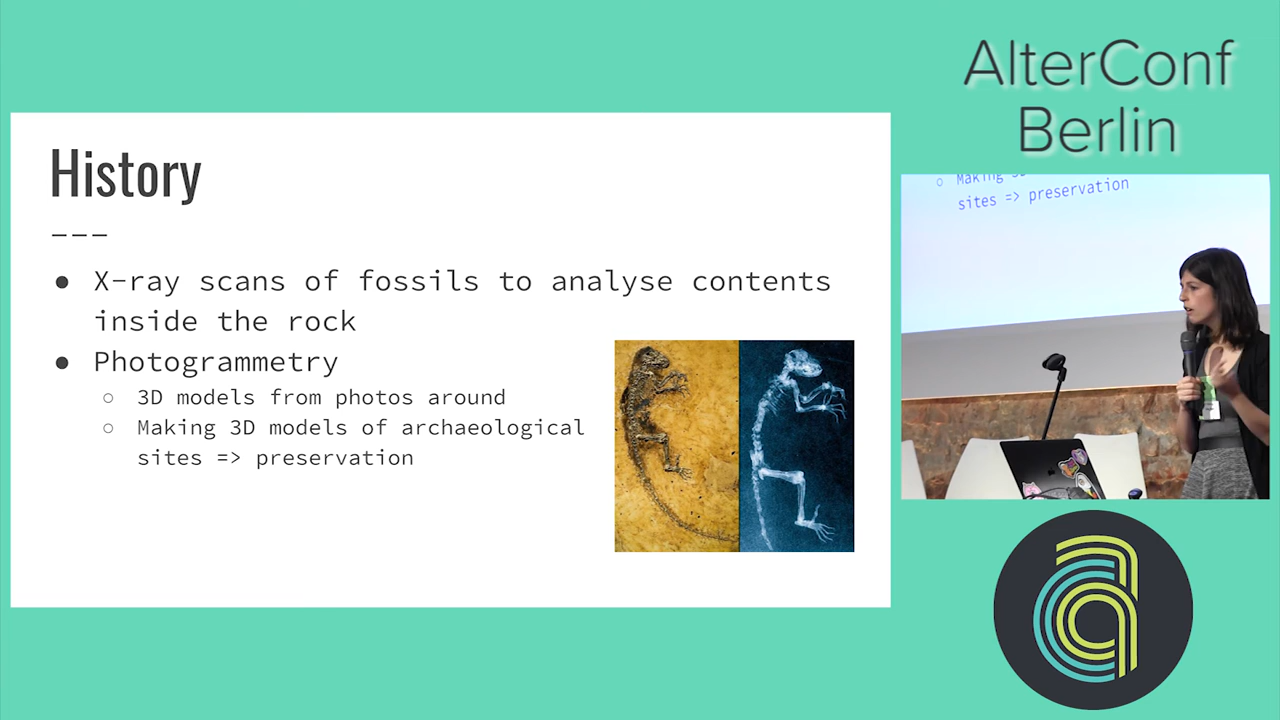 AlterConf
Berlin
History
---
● X-ray scans of fossils to analyse contents
inside the rock
● Photogrammetry
○ 3D models from photos around
○ Making 3D models of archaeological
sites => preservation
○ Making
sites => preservation